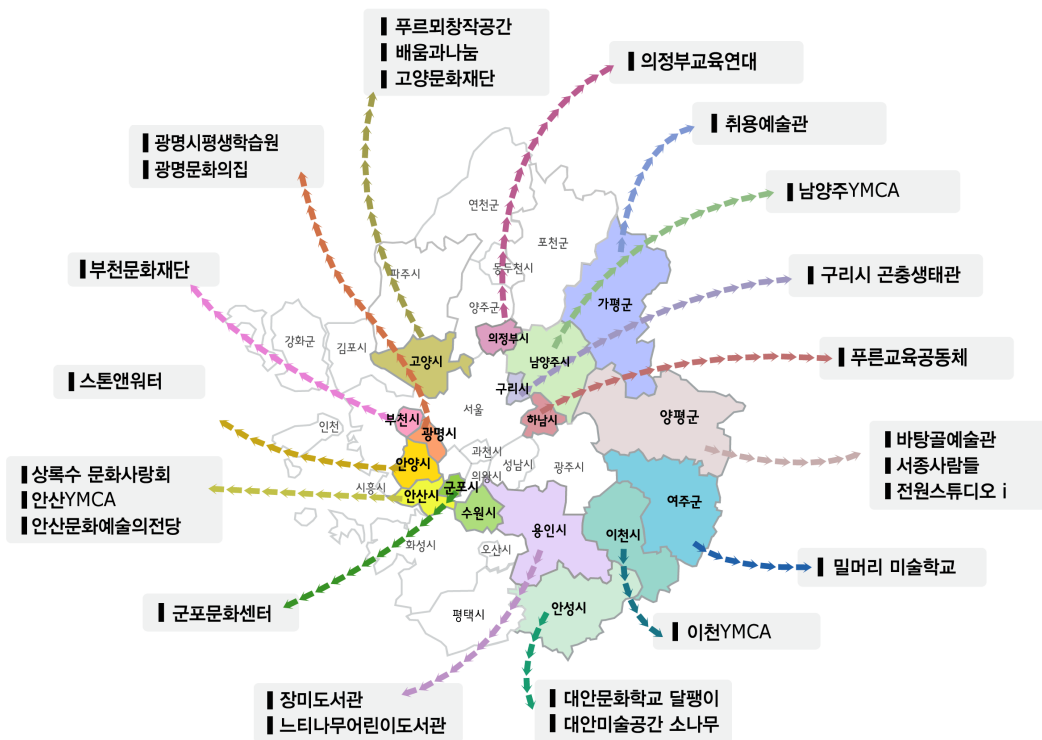 ▌푸르뫼창작공간
▌배움과나눔
▌고양문화재단
▌의정부교육연대
▌취용예술관
▌광명시평생학습원
▌광명문화의집
▌남양주YMCA
▌부천문화재단
▌구리시 곤충생태관
▌푸른교육공동체
▌스톤앤워터
▌바탕골예술관
▌서종사람들
▌전원스튜디오 i
▌상록수 문화사랑회
▌안산YMCA
▌안산문화예술의전당
▌밀머리 미술학교
▌군포문화센터
▌이천YMCA
▌장미도서관
▌느티나무어린이도서관
▌대안문화학교 달팽이
▌대안미술공간 소나무
연천군
포천군
동두천시
파주시
양주군
가평군
강화군
김포시
고양시
의정부시
남양주시
구리시
서울
하남시
양평군
인천
부천시
광명시
과천시
성남시
광주시
안양시
의왕시
시흥시
안산시
군포시
수원시
여주군
용인시
이천시
화성시
오산시
평택시
안성시